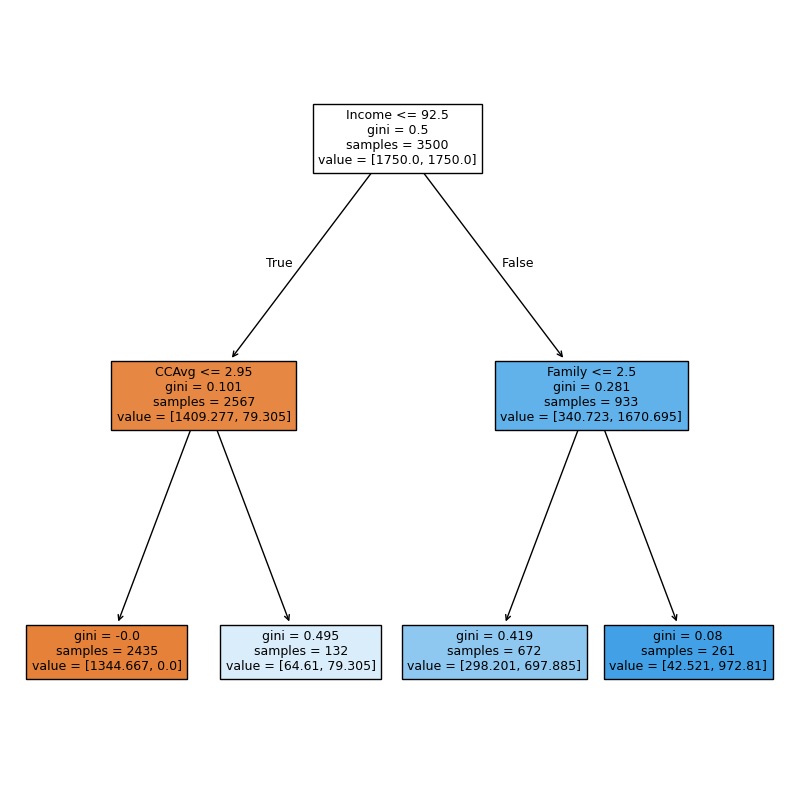 Income <= 92.5
gini = 0.5
samples = 3500
value = [1750.0, 1750.0]
True
False
CCAvg <= 2.95
gini = 0.101
samples = 2567
value = [1409.277, 79.305]
Family <= 2.5
gini = 0.281
samples = 933
value = [340.723, 1670.695]
gini = -0.0
samples = 2435
value = [1344.667, 0.0]
gini = 0.495
samples = 132
value = [64.61, 79.305]
gini = 0.419
samples = 672
value = [298.201, 697.885]
gini = 0.08
samples = 261
value = [42.521, 972.81]